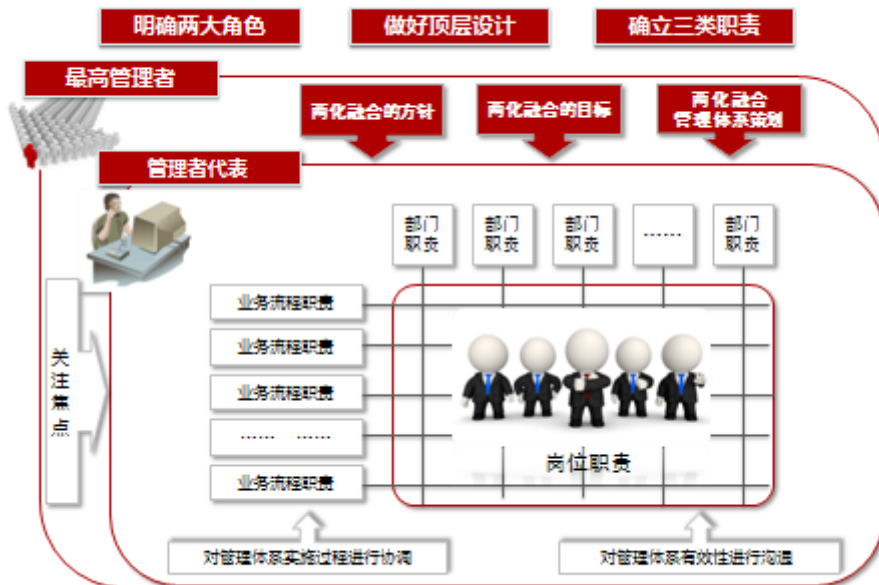 明确两大角色
做好顶层设计
确立三类职责
最高管理者
两化融合的方针
两化融合的目标
两化融合
管理体系策划
管理者代表
部门
职责
部门
职责
部门
职责
……
部门
职责
业务流程职责
业务流程职责
业务流程职责
…… ……
业务流程职责
关注焦点
岗位职责
对管理体系实施过程进行协调
对管理体系有效性进行沟通